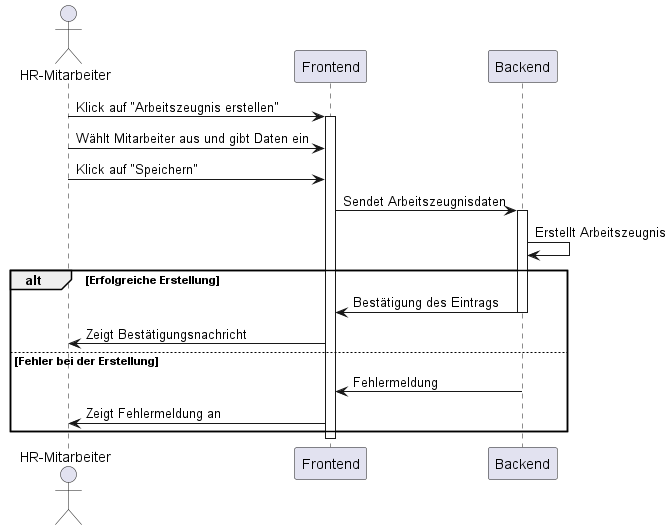 HR-Mitarbeiter
Frontend
Backend
Klick auf "Arbeitszeugnis erstellen"
Wählt Mitarbeiter aus und gibt Daten ein
Klick auf "Speichern"
Sendet Arbeitszeugnisdaten
Erstellt Arbeitszeugnis
alt [Erfolgreiche Erstellung]
Bestätigung des Eintrags
Zeigt Bestätigungsnachricht
[Fehler bei der Erstellung]
Fehlermeldung
Zeigt Fehlermeldung an
HR-Mitarbeiter
Frontend
Backend